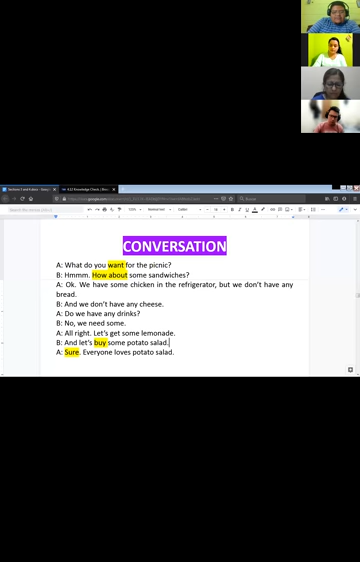 CONVERSATION
A: What do you want for the picnic?
B: Hmmm. How about some sandwiches?
A: Ok. We have some chicken in the refrigerator, but we don't have any
bread.
B: And we don't have any cheese.
A: Do we have any drinks?
B: No, we need some.
A: All right. Let's get some lemonade.
B: And let's buy some potato salad.
A: Sure. Everyone loves potato salad.